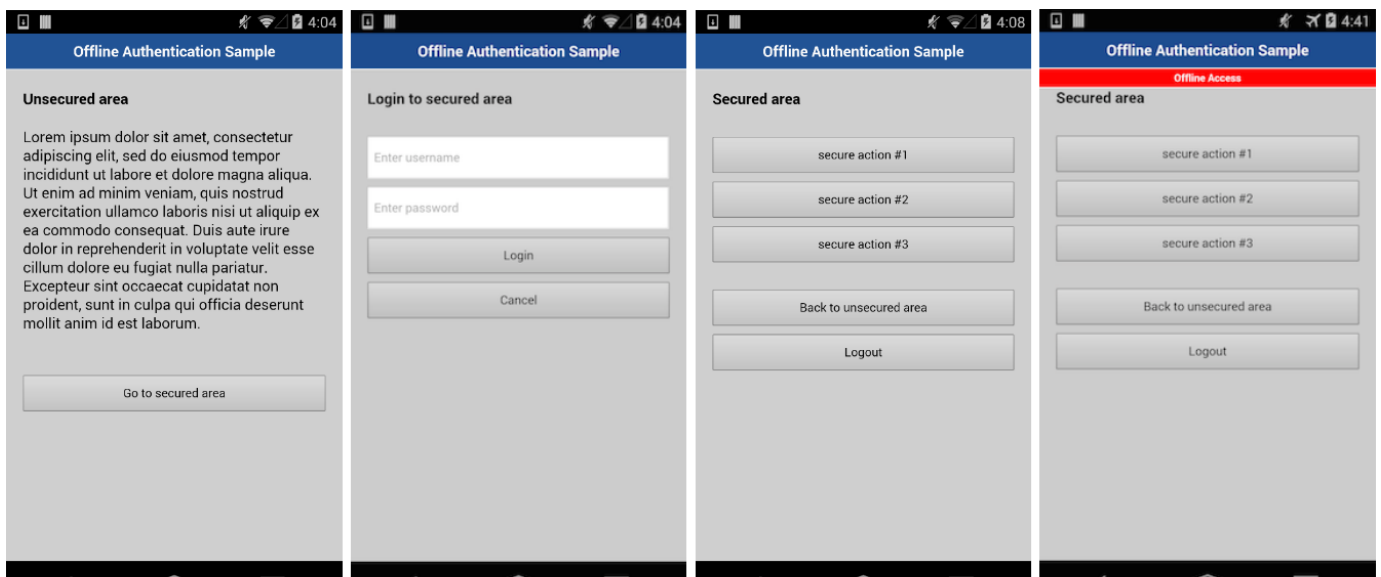 4:04
Offline Authentication Sample
Unsecured area
Lorem ipsum dolor sit amet, consectetur
adipiscing elit, sed do eiusmod tempor
incididunt ut labore et dolore magna aliqua.
Ut enim ad minim veniam, quis nostrud
exercitation ullamco laboris nisi ut aliquip ex
ea commodo consequat. Duis aute irure
dolor in reprehenderit in voluptate velit esse
cillum dolore eu fugiat nulla pariatur.
Excepteur sint occaecat cupidatat non
proident, sunt in culpa qui officia deserunt
mollit anim id est laborum.
Go to secured area
4:04
Offline Authentication Sample
Login to secured area
Enter username
Enter password
Login
Cancel
4:08
Offline Authentication Sample
Secured area
secure action #1
secure action #2
secure action #3
Back to unsecured area
Logout
4:41
Offline Authentication Sample
Offline Access
Secured area
secure action #1
secure action #2
secure action #3
Back to unsecured area
Logout